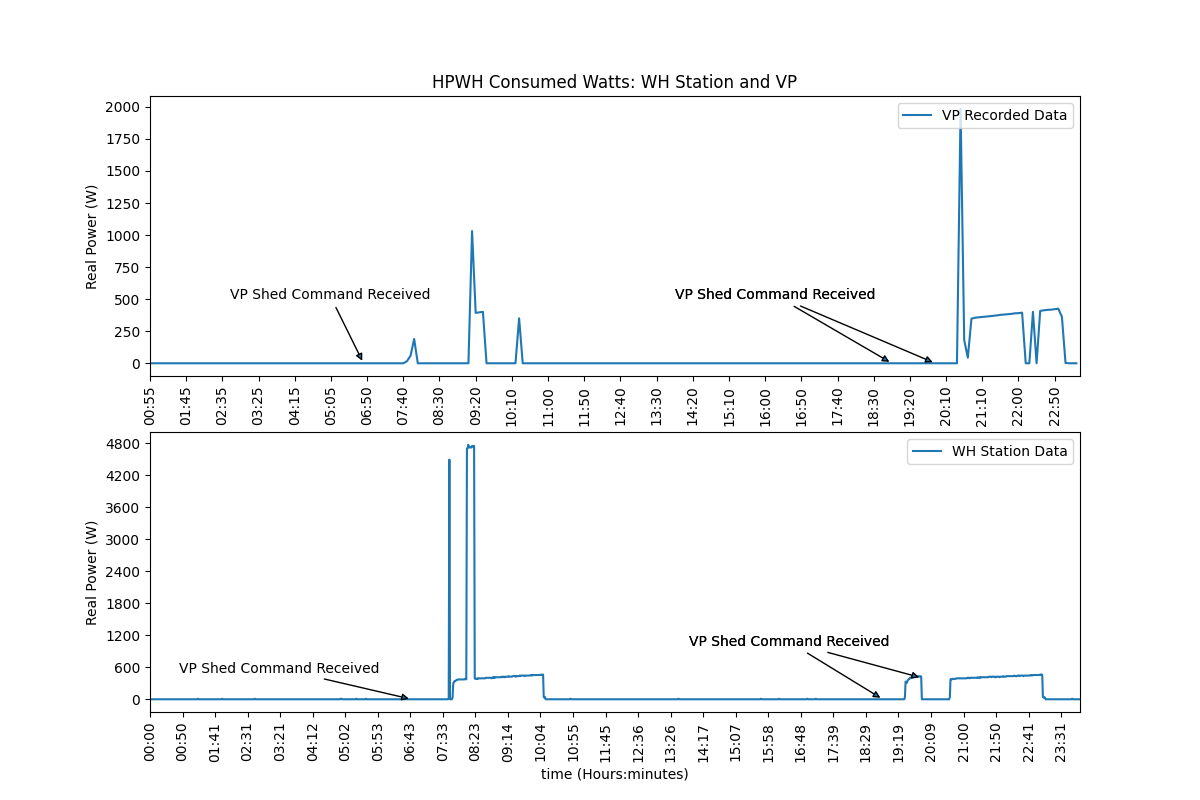 HPWH Consumed Watts: WH Station and VP
VP Recorded Data
Real Power (W)
2000
1750
1500
1250
1000
750
500
250
0
VP Shed Command Received
VP Shed Command Received
00:55 01:45 02:35 03:25 04:15 05:05 06:50 07:40 08:30 09:20 10:10 11:00 11:50 12:40 13:30 14:20 15:10 16:00 16:50 17:40 18:30 19:20 20:10 21:10 22:00 22:50
WH Station Data
Real Power (W)
4800
4200
3600
3000
2400
1800
1200
600
0
VP Shed Command Received
VP Shed Command Received
00:00 00:50 01:41 02:31 03:21 04:12 05:02 05:53 06:43 07:33 08:23 09:14 10:04 10:55 11:45 12:36 13:26 14:17 15:07 15:58 16:48 17:39 18:29 19:19 20:09 21:00 21:50 22:41 23:31
time (Hours:minutes)